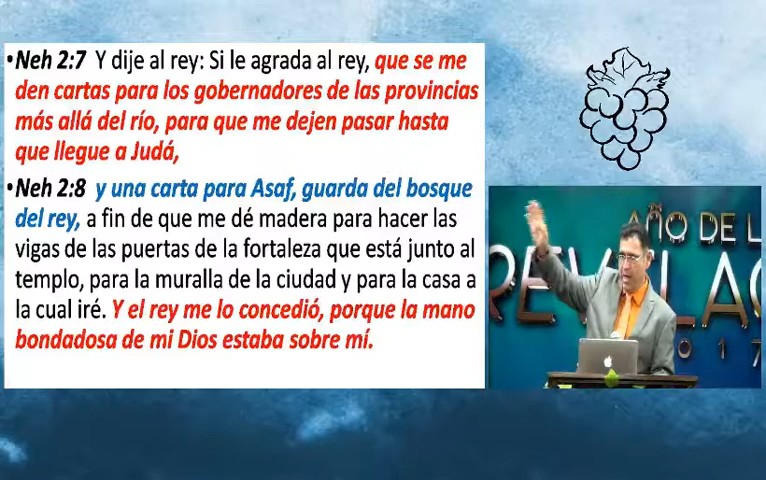 •Neh 2:7 Y dije al rey: Si le agrada al rey, que se me
den cartas para los gobernadores de las provincias
más allá del río, para que me dejen pasar hasta
que llegue a Judá,
•Neh 2:8 y una carta para Asaf, guarda del bosque
del rey, a fin de que me dé madera para hacer las
vigas de las puertas de la fortaleza que está junto al
templo, para la muralla de la ciudad y para la casa a
la cual iré. Y el rey me lo concedió, porque la mano
bondadosa de mi Dios estaba sobre mí.
AÑO DE L
REVELAC
017